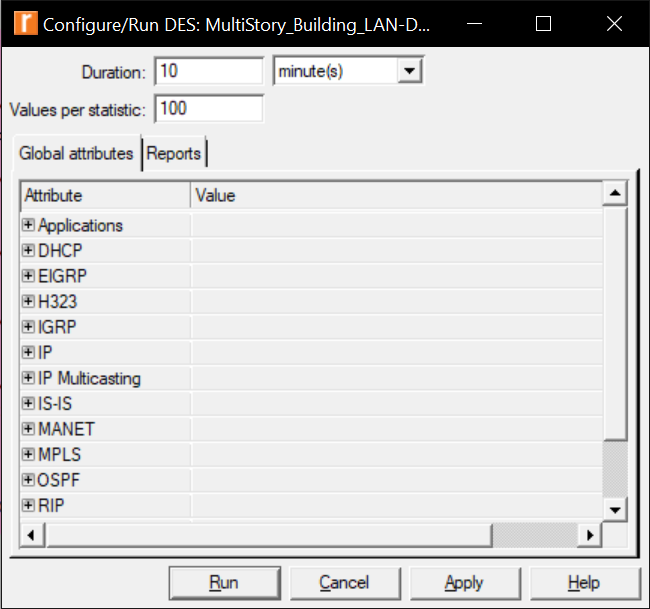 Configure/Run DES: MultiStory_Building_LAN-D...
Duration: 10 minute(s)
Values per statistic: 100
Global attributes Reports
Attribute Value
Applications
DHCP
EIGRP
H323
IGRP
IP
IP Multicasting
IS-IS
MANET
MPLS
OSPF
RIP
Run Cancel Apply Help